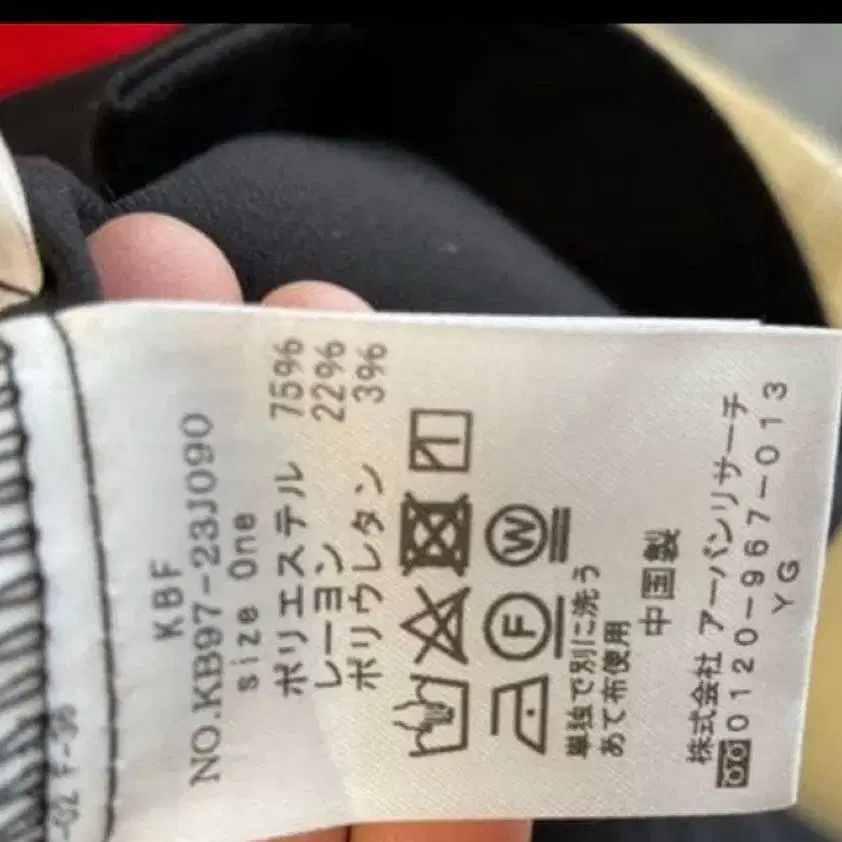 KBF
NO.KB97-23J090
size One
ポリエステル 75%
レーヨン 22%
ポリウレタン 3%
F W
単独で別に洗う
あて布使用
中国製
株式会社 アーバンリサーチ
0120-967-013
YG